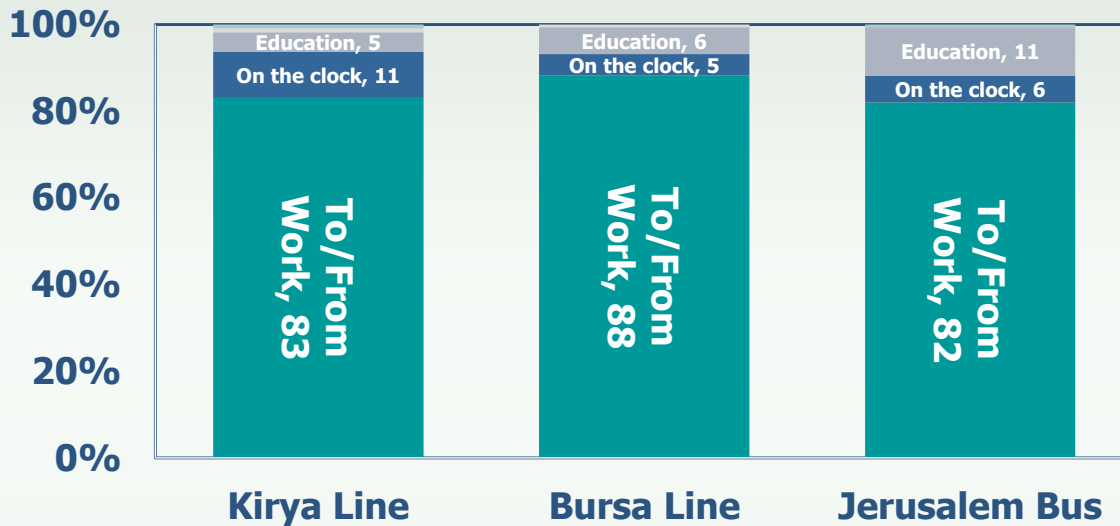 100%
80%
60%
40%
20%
0%
Education, 5
On the clock, 11
To/From
Work, 83
Education, 6
On the clock, 5
To/From
Work, 88
Education, 11
On the clock, 6
To/From
Work, 82
Kirya Line
Bursa Line
Jerusalem Bus